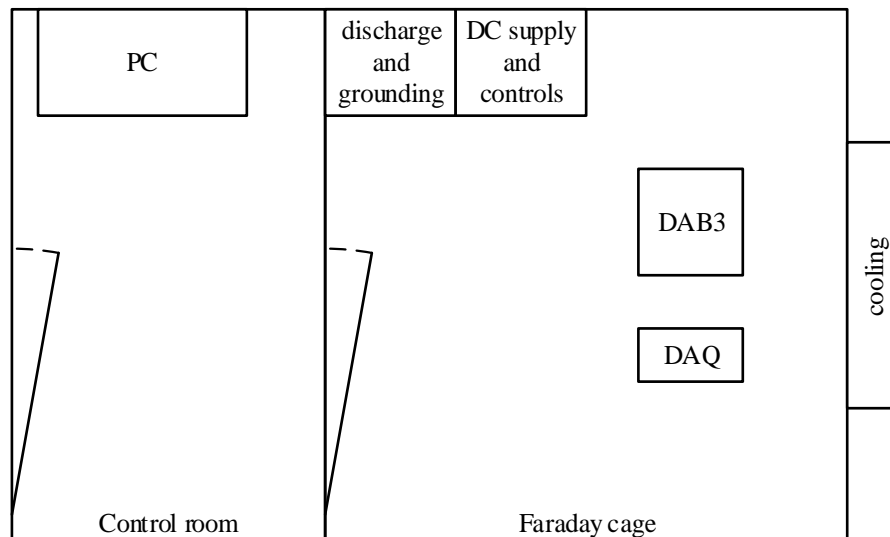 PC
discharge
and
grounding
DC supply
and
controls
DAB3
cooling
DAQ
Control room
Faraday cage